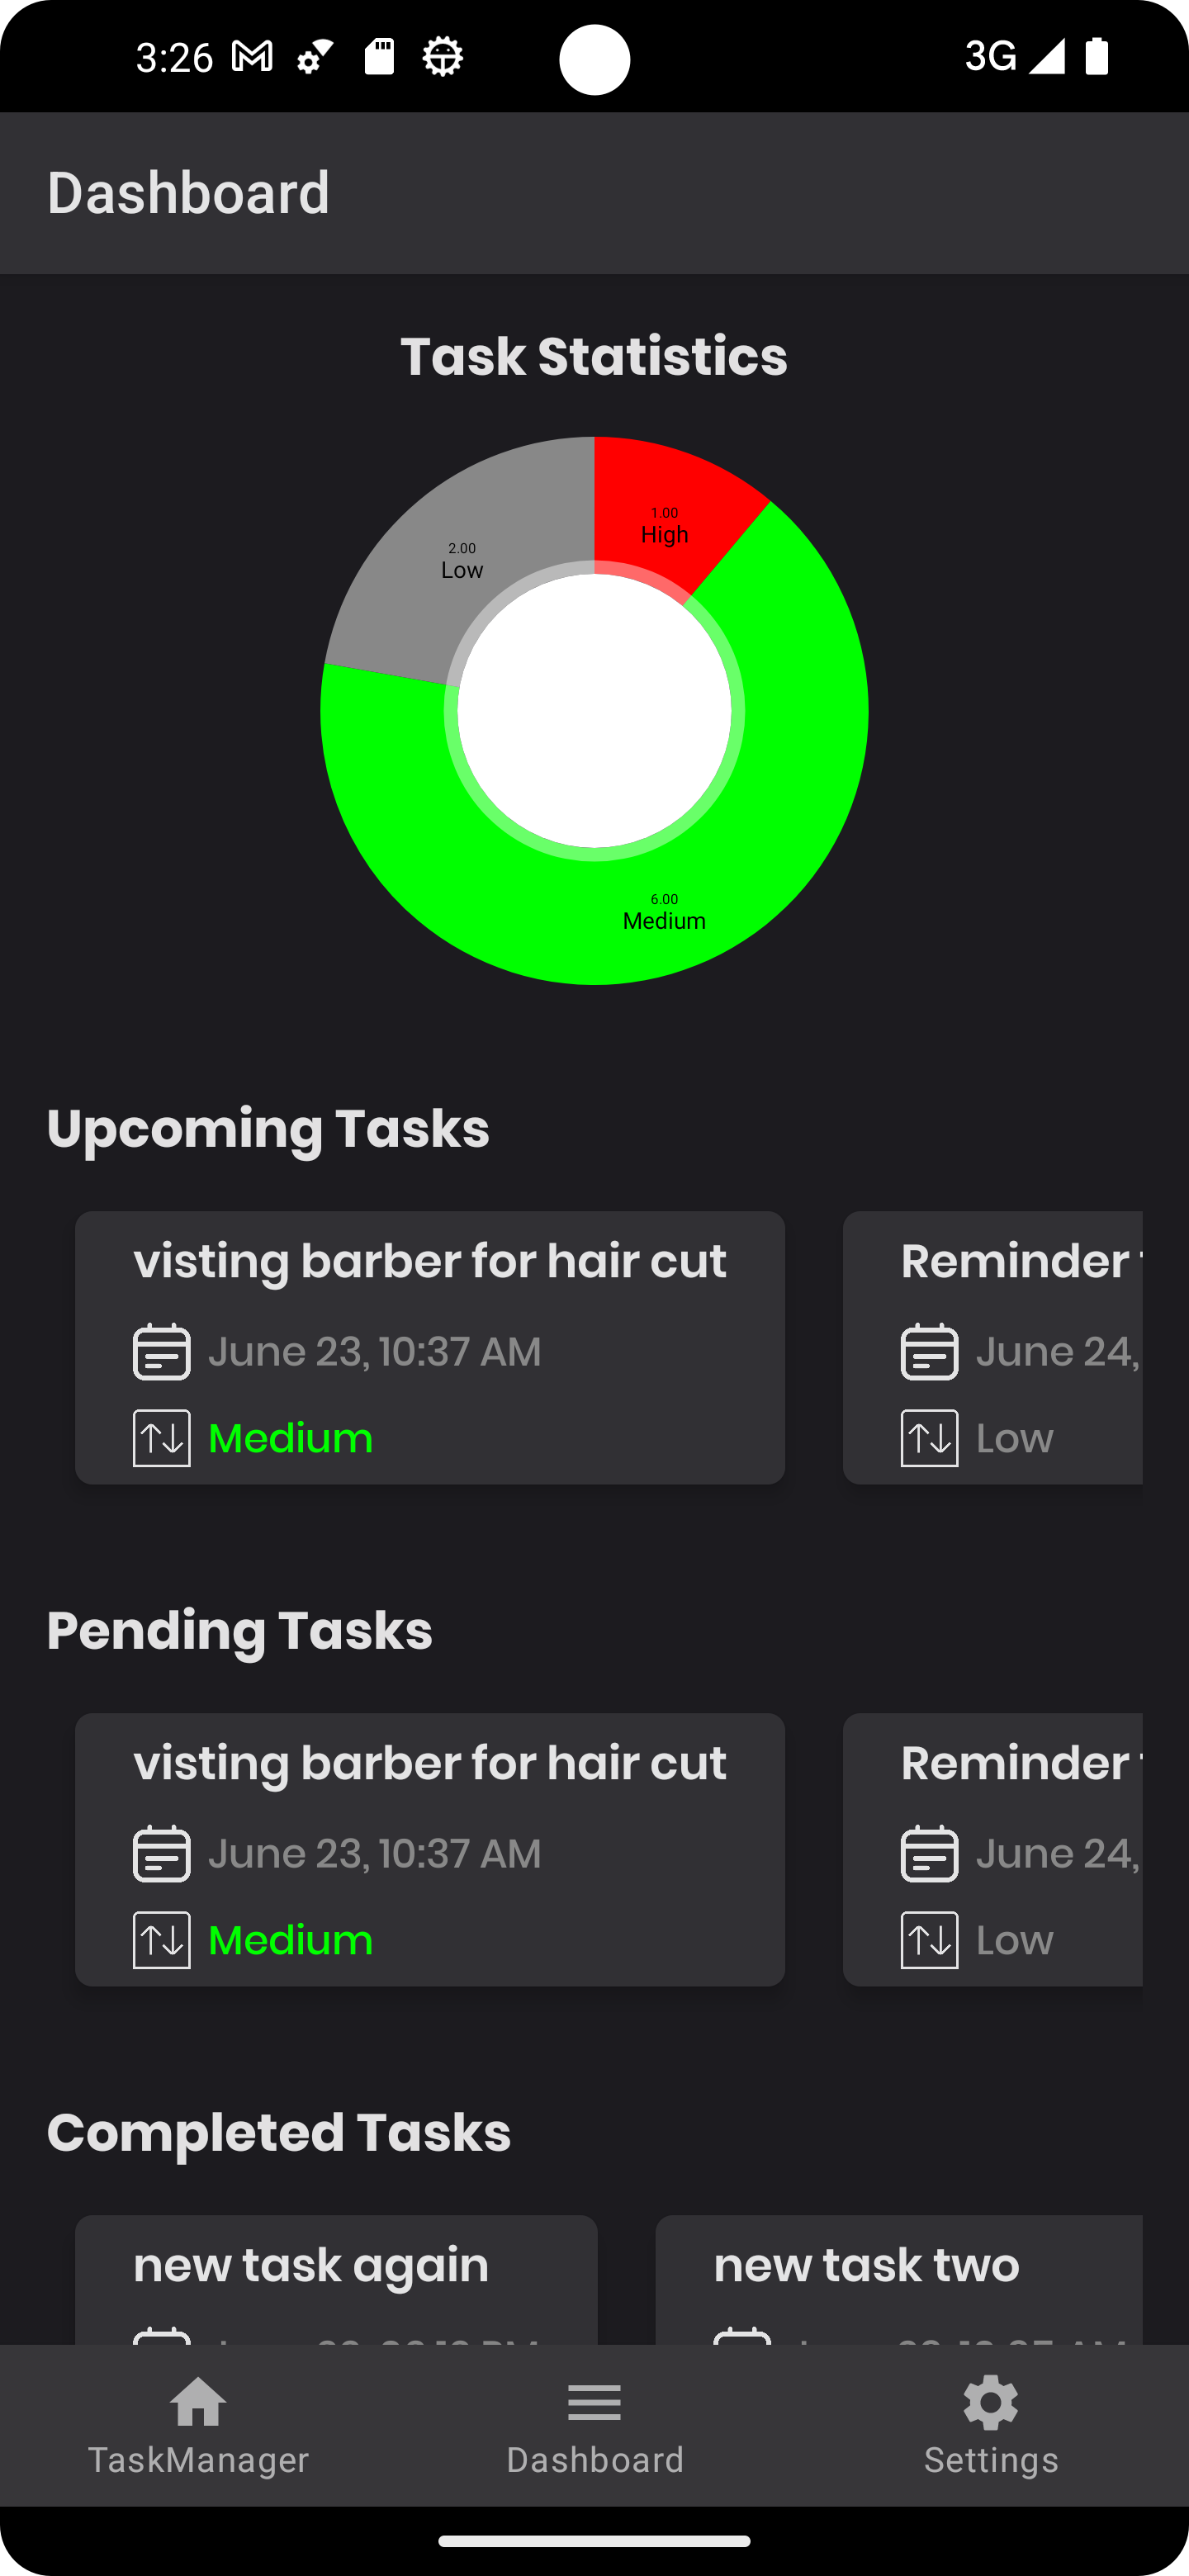 3:26 3G
Dashboard
Task Statistics
1.00
High
2.00
Low
6.00
Medium
Upcoming Tasks
visting barber for hair cut Reminder
June 23, 10:37 AM June 24,
Medium Low
Pending Tasks
visting barber for hair cut Reminder
June 23, 10:37 AM June 24,
Medium Low
Completed Tasks
new task again new task two
TaskManager Dashboard Settings